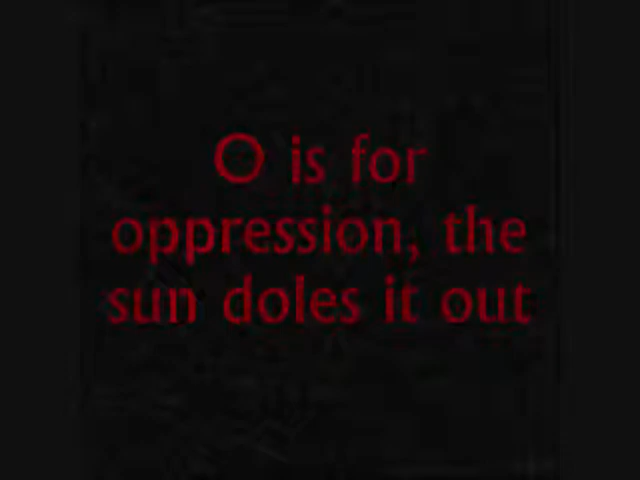 O is for
oppression, the
sun doles it out